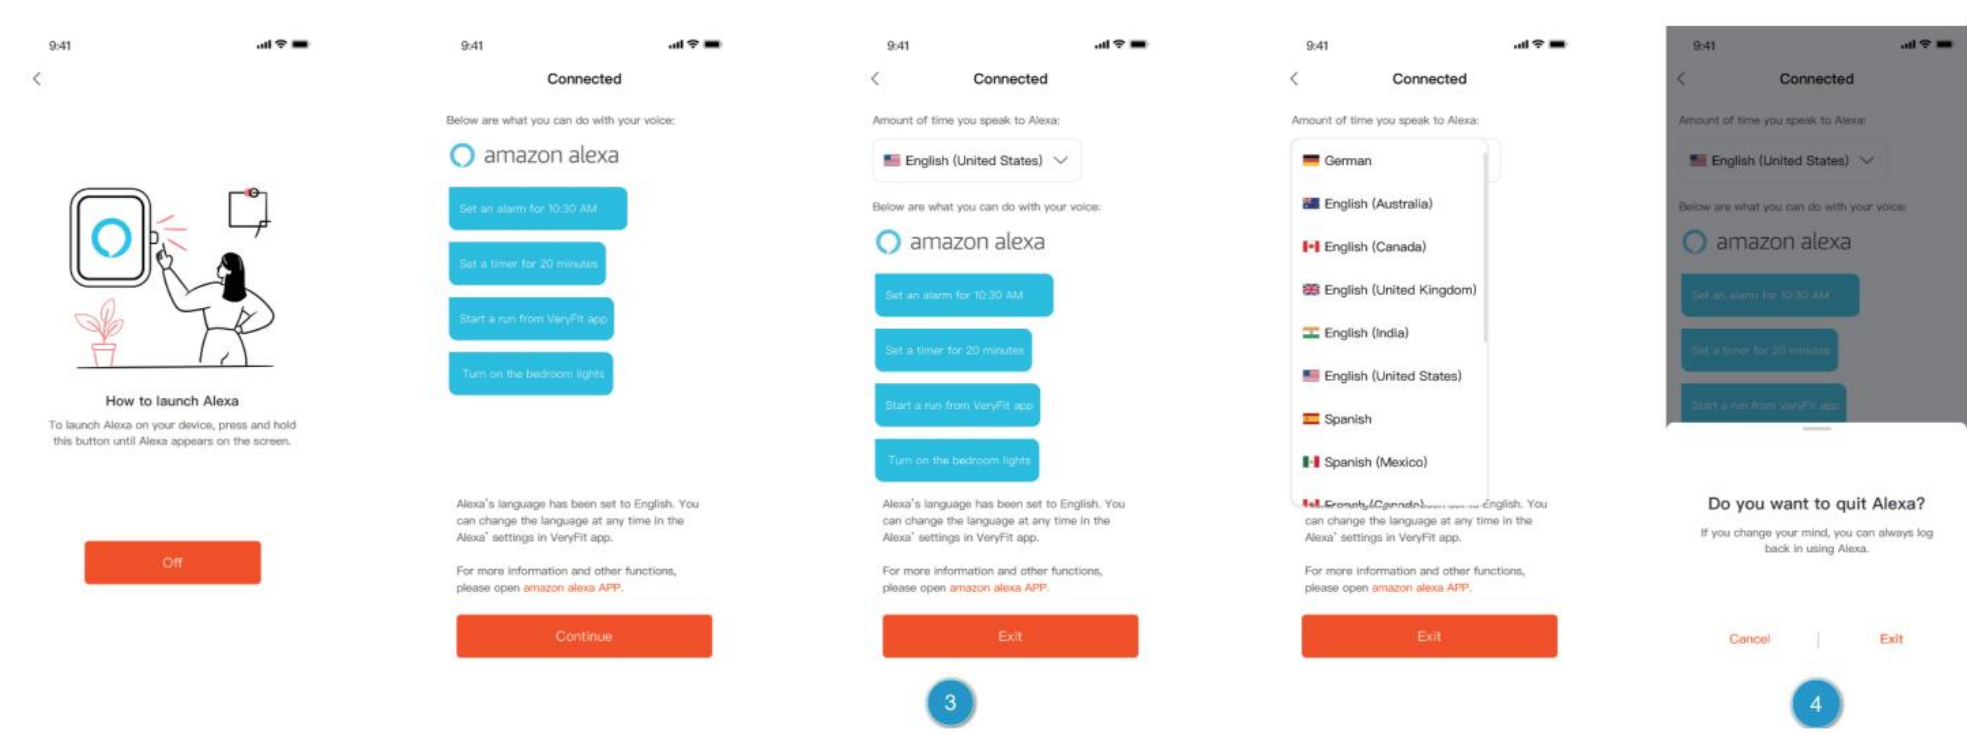 9:41
How to launch Alexa
To launch Alexa on your device, press and hold
this button until Alexa appears on the screen.
Off
9:41
Connected
Below are what you can do with your voice:
amazon alexa
Set an alarm for 10:30 AM
Set a timer for 20 minutes
Start a run from VeryFit app
Turn on the bedroom lights
Alexa's language has been set to English. You
can change the language at any time in the
Alexa' settings in VeryFit app.
For more information and other functions,
please open amazon alexa APP.
Continue
9:41
Connected
Amount of time you speak to Alexa:
English (United States)
Below are what you can do with your voice:
amazon alexa
Set an alarm for 10:30 AM
Set a timer for 20 minutes
Start a run from VeryFit app
Turn on the bedroom lights
Alexa's language has been set to English. You
can change the language at any time in the
Alexa' settings in VeryFit app.
For more information and other functions,
please open amazon alexa APP.
Exit
3
9:41
Connected
Amount of time you speak to Alexa:
German
English (Australia)
English (Canada)
English (United Kingdom)
English (India)
English (United States)
Spanish
Spanish (Mexico)
French (Canada)
English. You
can change the language at any time in the
Alexa' settings in VeryFit app.
For more information and other functions,
please open amazon alexa APP.
Exit
9:41
Connected
Amount of time you speak to Alexa:
English (United States)
Below are what you can do with your voice:
amazon alexa
Set an alarm for 10:30 AM
Set a timer for 20 minutes
Start a run from VeryFit app
Do you want to quit Alexa?
If you change your mind, you can always log
back in using Alexa.
Cancel
Exit
4